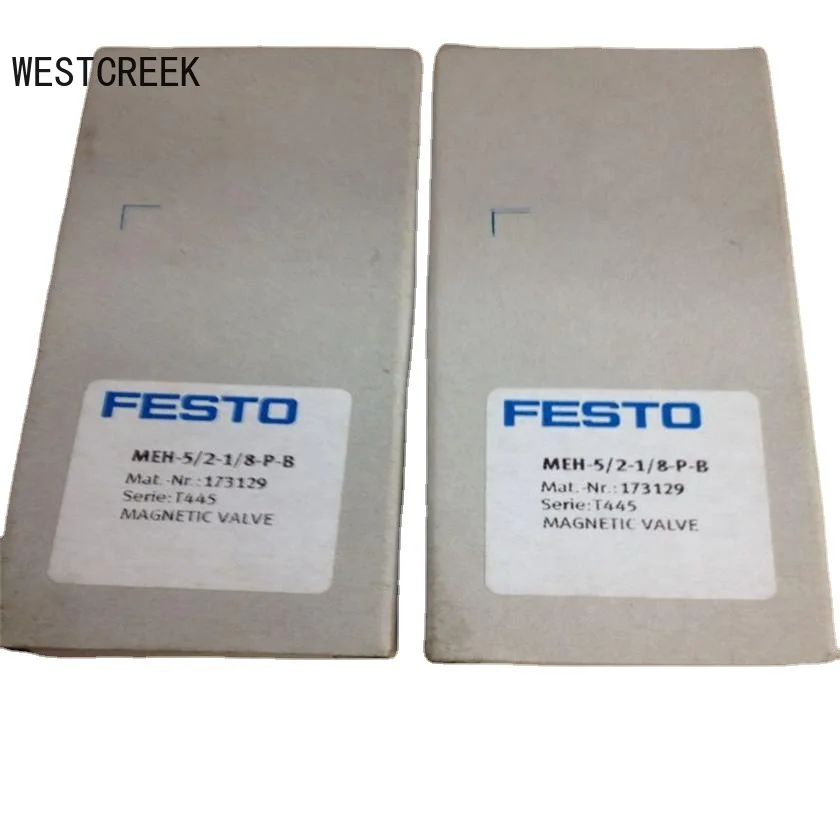 WESTCREEK
FESTO
MEH-5/2-1/8-P-B
Mat.-Nr.: 173129
Serie: T445
MAGNETIC VALVE
FESTO
MEH-5/2-1/8-P-B
Mat.-Nr.: 173129
Serie: T445
MAGNETIC VALVE